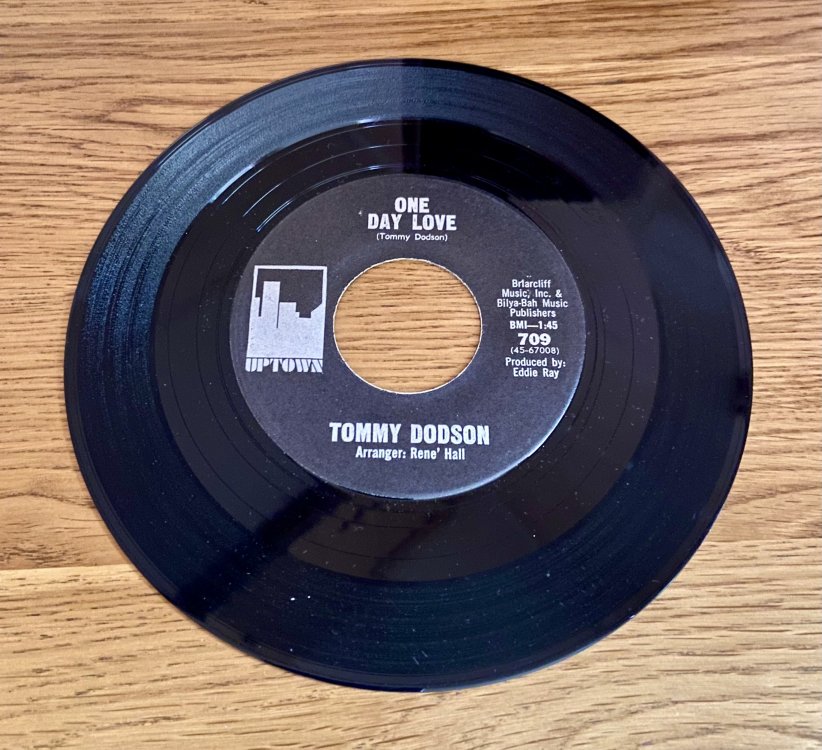 ONE
DAY LOVE
(Tommy Dodson)
UPTOWN
Briarcliff
Music, Inc. &
Bilya-Bah Music
Publishers
BMI—1:45
709
(45-67008)
Produced by:
Eddie Ray
TOMMY DODSON
Arranger: Rene' Hall